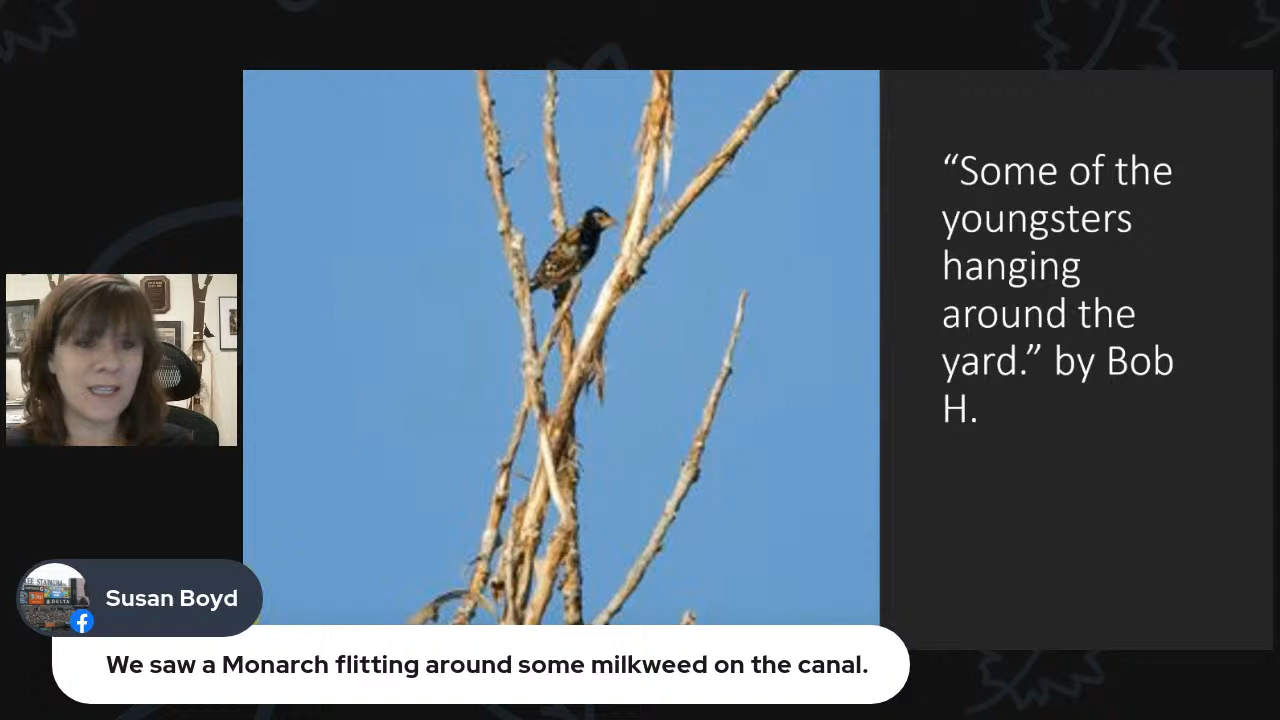 “Some of the
youngsters
hanging
around the
yard.” by Bob
H.
Susan Boyd
We saw a Monarch flitting around some milkweed on the canal.